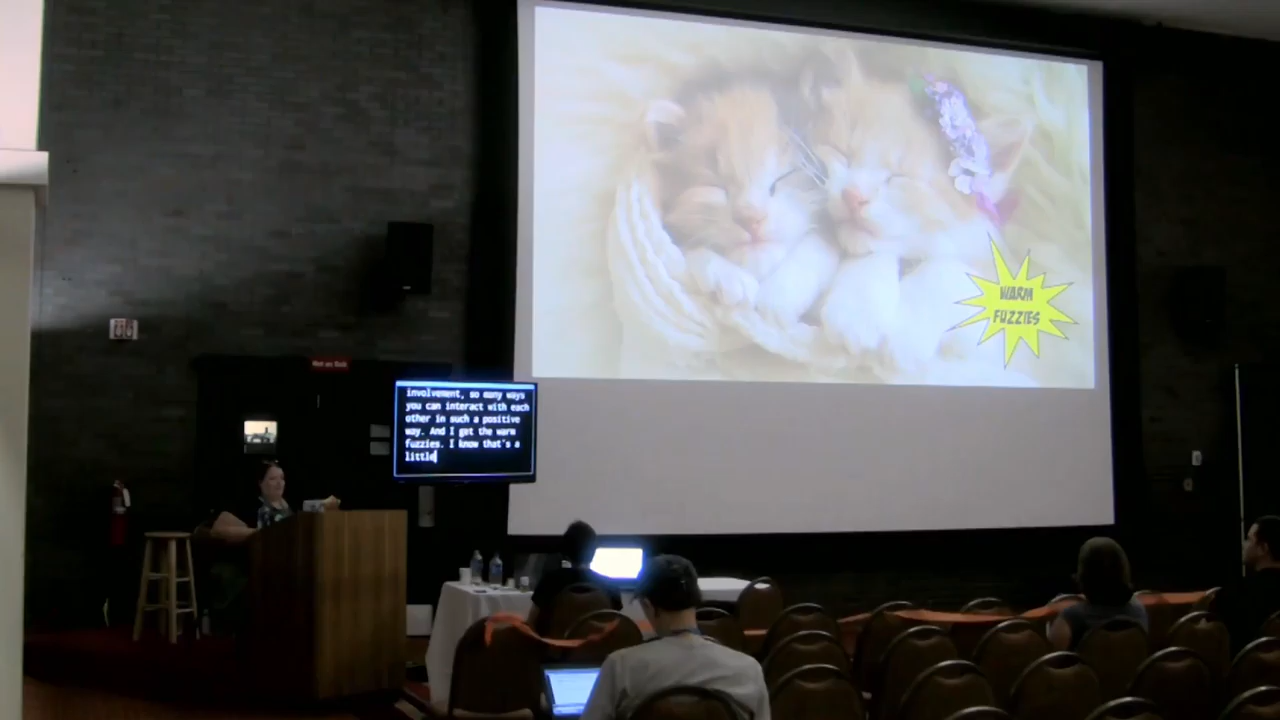 WARM
FUZZIES
involvement, so many ways
you can interact with each
other in such a positive
way. And I get the warm
fuzzies. I know that's a
little